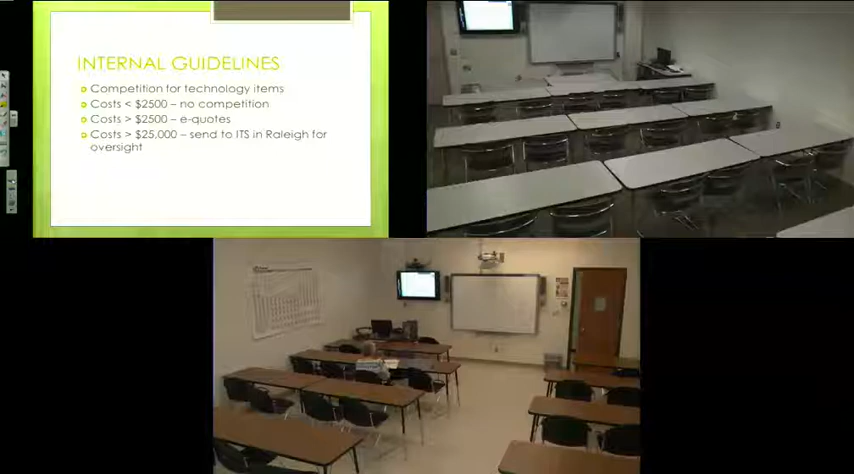 INTERNAL GUIDELINES
Competition for technology items
Costs < $2500 – no competition
Costs > $2500 – e-quotes
Costs > $25,000 – send to ITS in Raleigh for
oversight